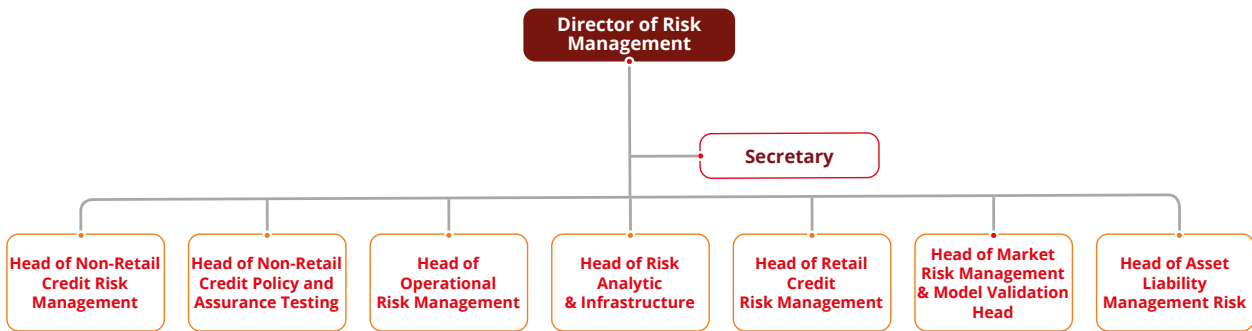 Director of Risk
Management
Secretary
Head of Non-Retail
Credit Risk
Management
Head of Non-Retail
Credit Policy and
Assurance Testing
Head of
Operational
Risk Management
Head of Risk
Analytic
& Infrastructure
Head of Retail
Credit
Risk Management
Head of Market
Risk Management
& Model Validation
Head
Head of Asset
Liability
Management Risk